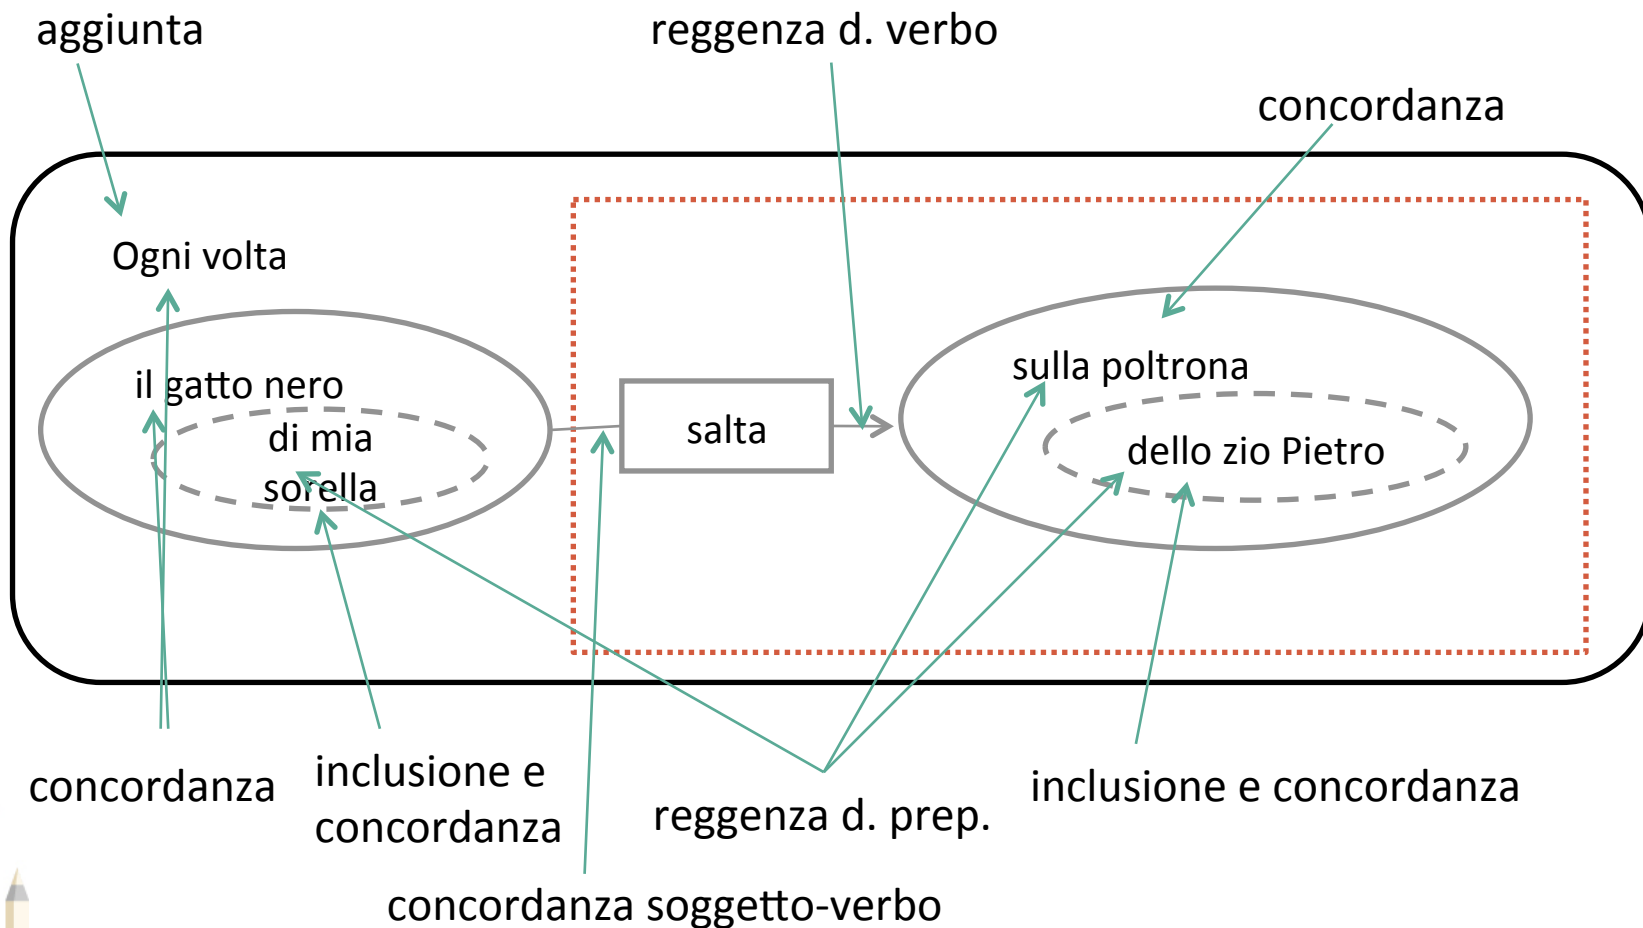 aggiunta
reggenza d. verbo
concordanza
Ogni volta
il gatto nero
di mia
sorella
salta
sulla poltrona
dello zio Pietro
concordanza
inclusione e
concordanza
reggenza d. prep.
inclusione e concordanza
concordanza soggetto-verbo